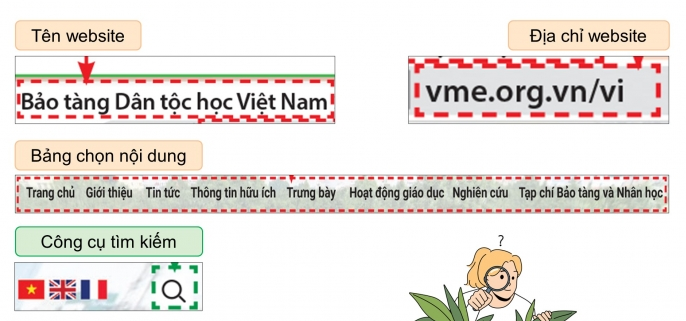 Tên website
Địa chỉ website
Bảo tàng Dân tộc học Việt Nam
vme.org.vn/vi
Bảng chọn nội dung
Trang chủ Giới thiệu Tin tức Thông tin hữu ích Trưng bày Hoạt động giáo dục Nghiên cứu Tạp chí Bảo tàng và Nhân học
Công cụ tìm kiếm
?